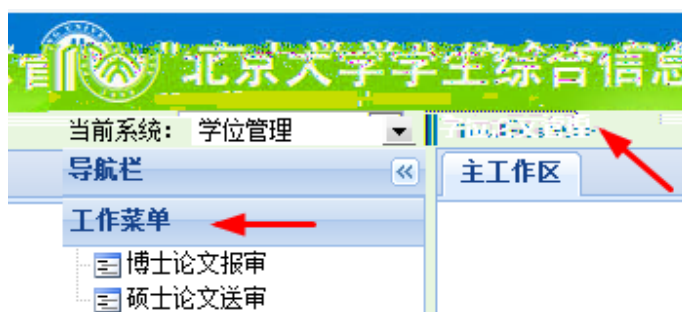 北京大学学生综合信息
当前系统： 学位管理
导航栏 主工作区
工作菜单
博士论文报审
硕士论文送审